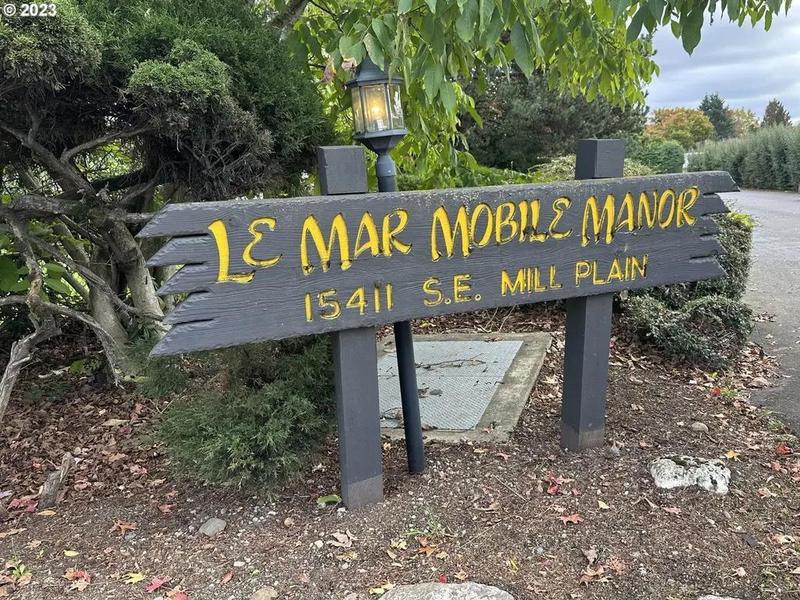 © 2023
LE MAR MOBILE MANOR
15411 S.E. MILL PLAIN